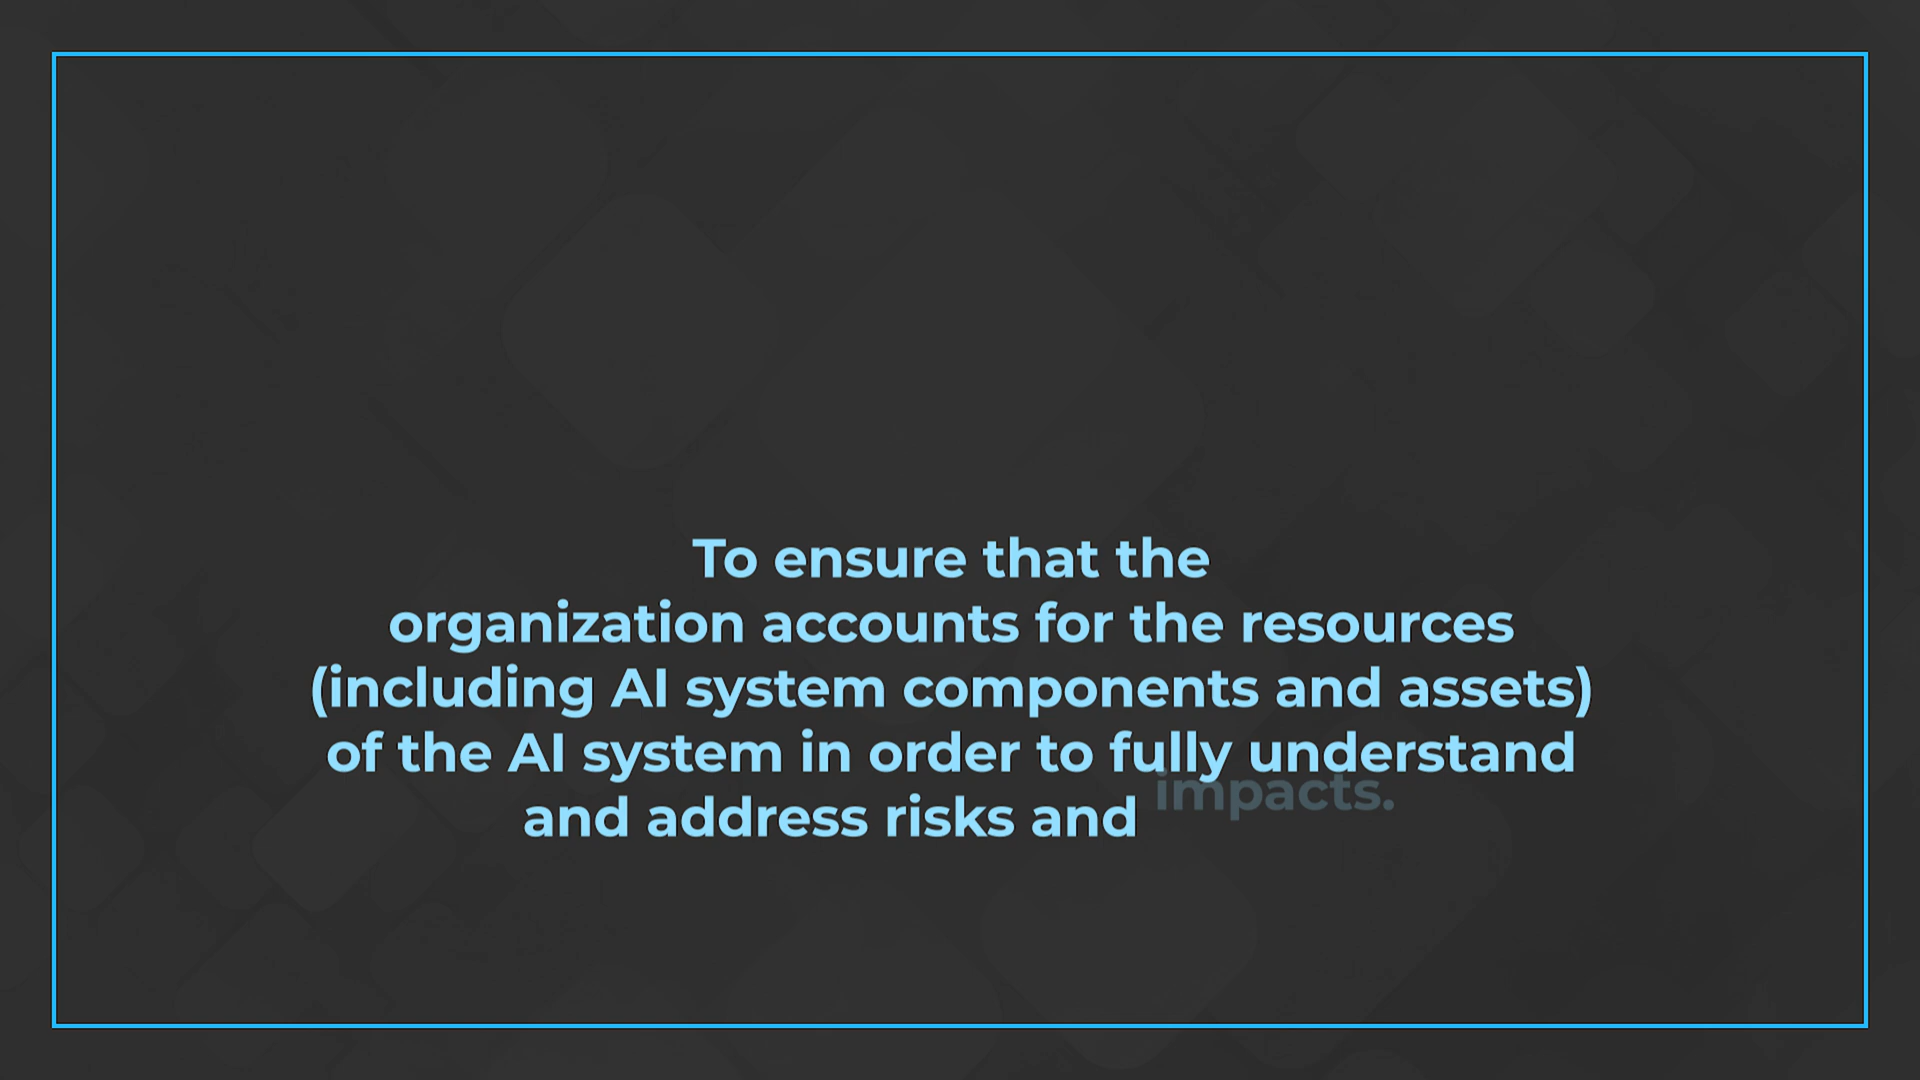 To ensure that the
organization accounts for the resources
(including AI system components and assets)
of the AI system in order to fully understand
and address risks and impacts.